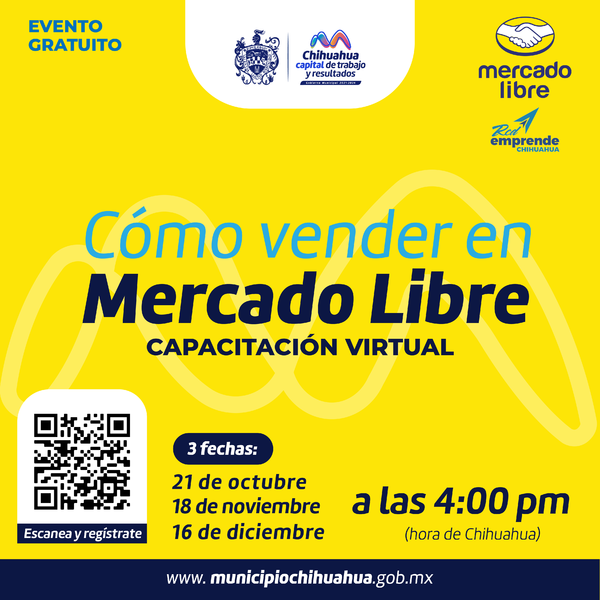 EVENTO
GRATUITO
Chihuahua
capital de trabajo
y resultados
mercado
libre
Red
emprende
CHIHUAHUA
Cómo vender en
Mercado Libre
CAPACITACIÓN VIRTUAL
3 fechas:
21 de octubre
18 de noviembre
16 de diciembre
a las 4:00 pm
(hora de Chihuahua)
Escanea y regístrate
www. municipiochihuahua.gob.mx